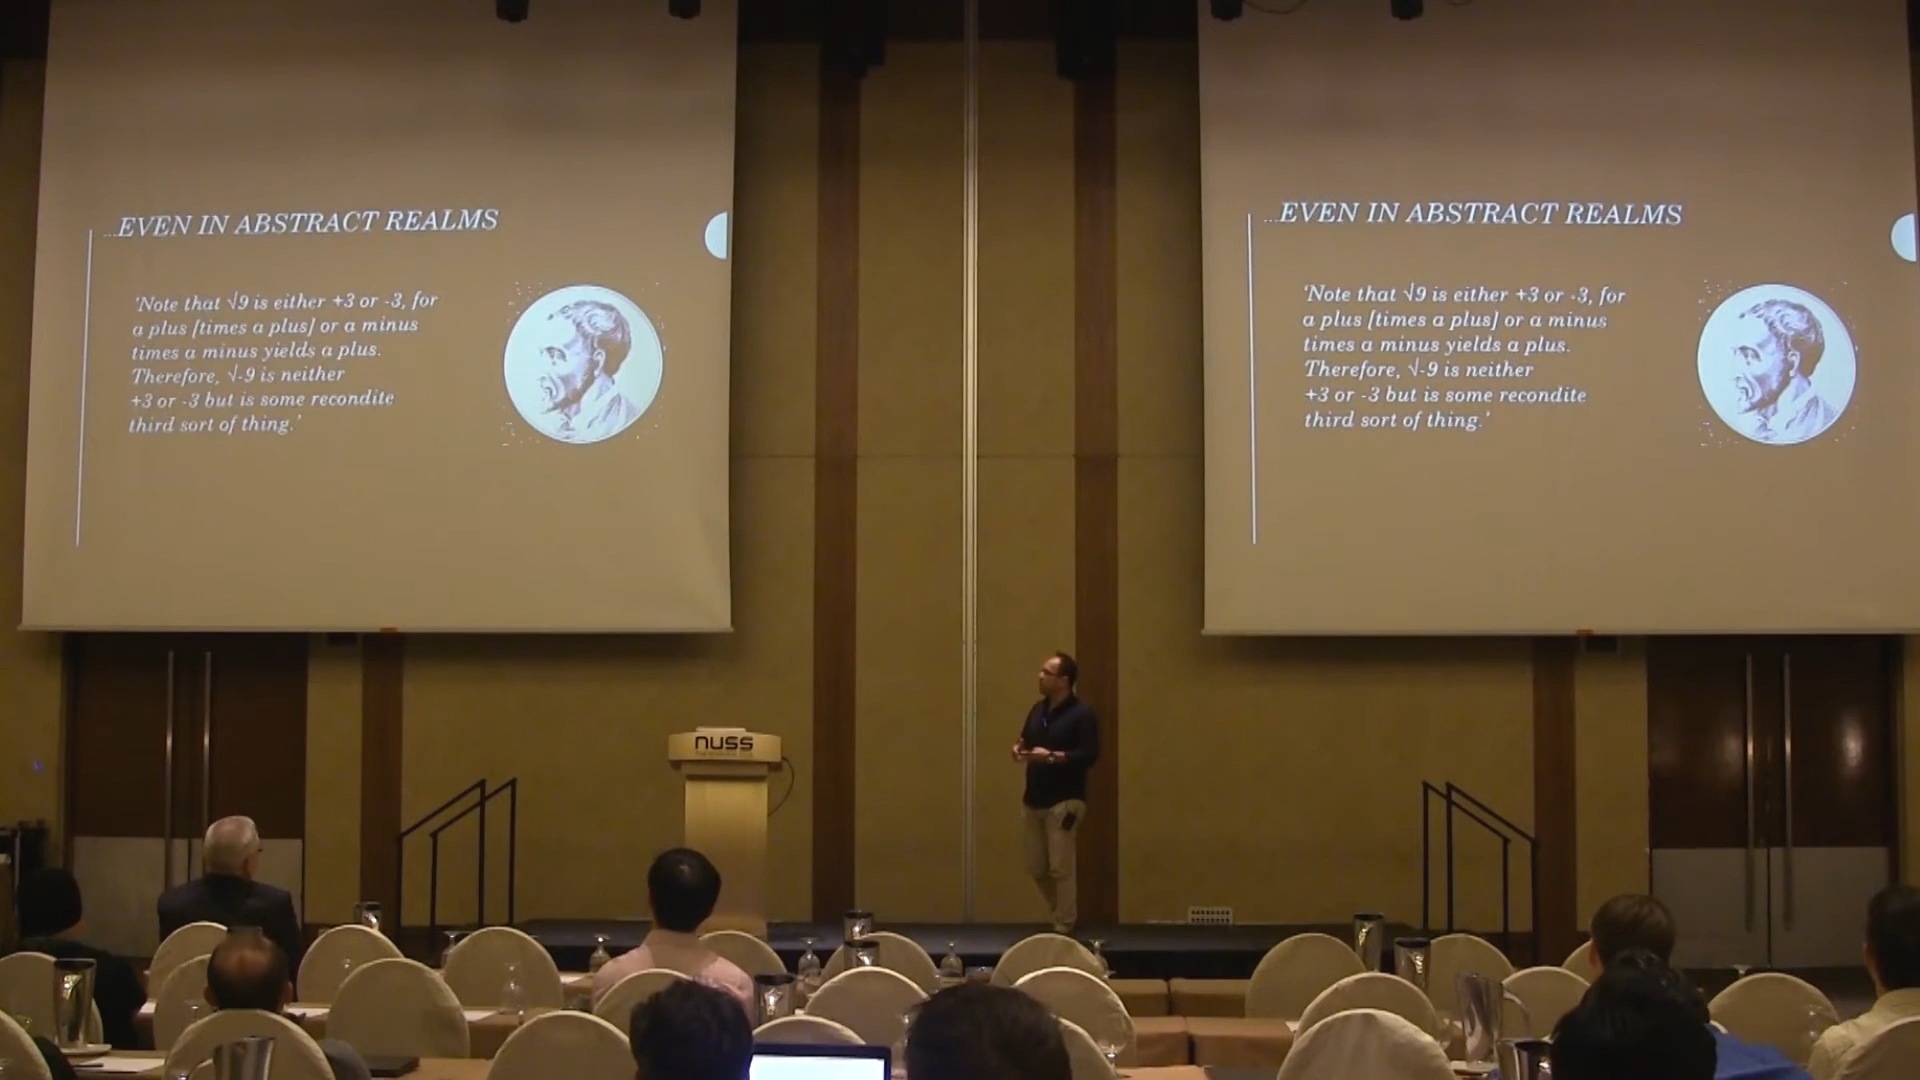 ...EVEN IN ABSTRACT REALMS
'Note that √9 is either +3 or -3, for
a plus [times a plus] or a minus
times a minus yields a plus.
Therefore, √-9 is neither
+3 or -3 but is some recondite
third sort of thing.'
...EVEN IN ABSTRACT REALMS
'Note that √9 is either +3 or -3, for
a plus [times a plus] or a minus
times a minus yields a plus.
Therefore, √-9 is neither
+3 or -3 but is some recondite
third sort of thing.'
nuss